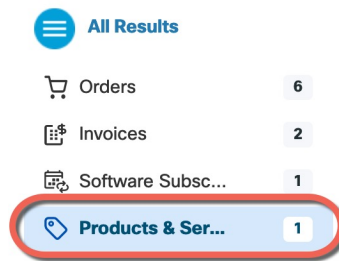 All Results
Orders 6
Invoices 2
Software Subsc... 1
Products & Ser... 1